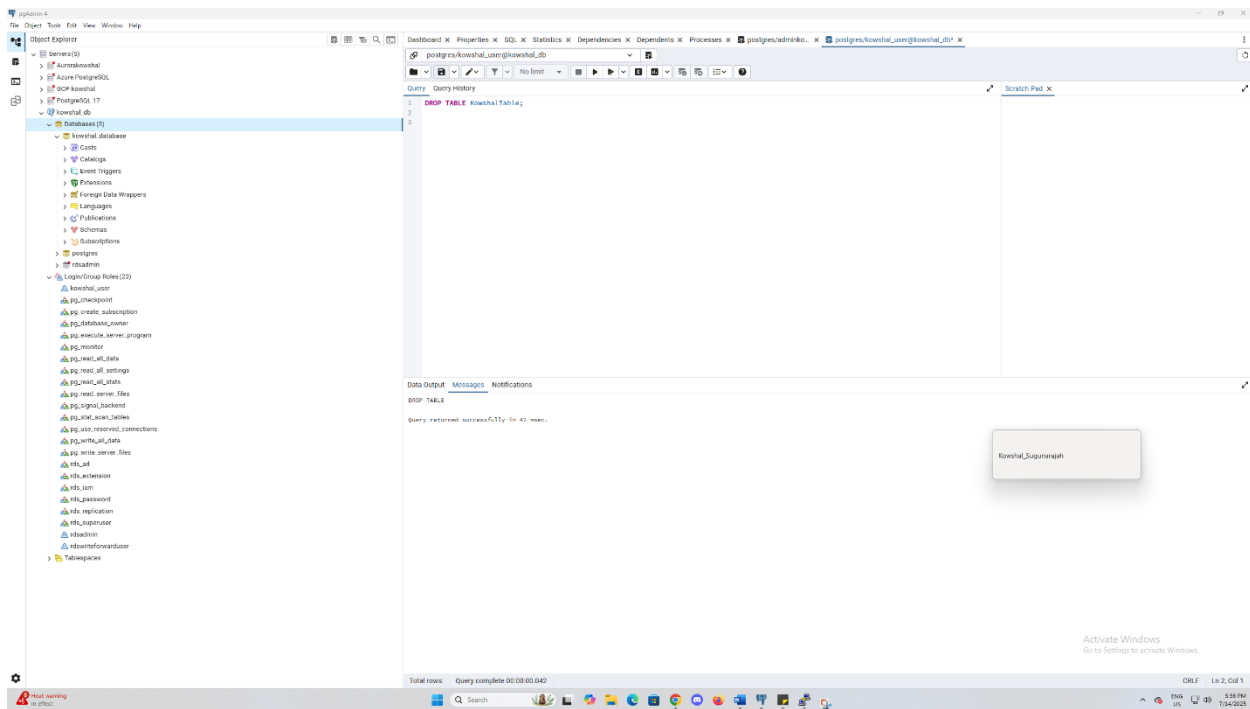 pgAdmin 4
File Object Tools Edit View Window Help
Object Explorer
Servers (5)
Aurorakowshal
Azure PostgreSQL
GCP kowshal
PostgreSQL 17
kowshal_db
Databases (3)
kowshal_database
Casts
Catalogs
Event Triggers
Extensions
Foreign Data Wrappers
Languages
Publications
Schemas
Subscriptions
postgres
rdsadmin
Login/Group Roles (23)
kowshal_user
pg_checkpoint
pg_create_subscription
pg_database_owner
pg_execute_server_program
pg_monitor
pg_read_all_data
pg_read_all_settings
pg_read_all_stats
pg_read_server_files
pg_signal_backend
pg_stat_scan_tables
pg_use_reserved_connections
pg_write_all_data
pg_write_server_files
rds_ad
rds_extension
rds_iam
rds_password
rds_replication
rds_superuser
rdsadmin
rdswriteforwarduser
Tablespaces
Dashboard Properties SQL Statistics Dependencies Dependents Processes postgres/adminko... postgres/kowshal_user@kowshal_db*
postgres/kowshal_user@kowshal_db
No limit
Query Query History
Scratch Pad
1 DROP TABLE KowshalTable;
2
3
Data Output Messages Notifications
DROP TABLE
Query returned successfully in 42 msec.
Kowshal_Sugunarajah
Activate Windows
Go to Settings to activate Windows.
Total rows: Query complete 00:00:00.042
CRLF Ln 2, Col 1
Heat warning
In effect
Search
ENG
US
5:56 PM
7/14/2025